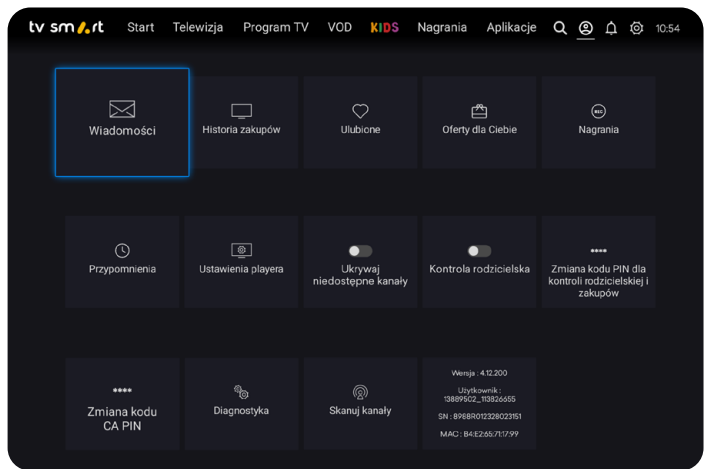 tv smart Start Telewizja Program TV VOD KIDS Nagrania Aplikacje 10:54
Wiadomości
Historia zakupów
Ulubione
Oferty dla Ciebie
REC
Nagrania
Przypomnienia
Ustawienia playera
Ukrywaj
niedostępne kanały
Kontrola rodzicielska
****
Zmiana kodu PIN dla
kontroli rodzicielskiej i
zakupów
****
Zmiana kodu
CA PIN
Diagnostyka
Skanuj kanały
Wersja : 4.12.200
Użytkownik :
13889502_113826655
SN : 8988R012328023151
MAC : B4:E2:65:71:17:99